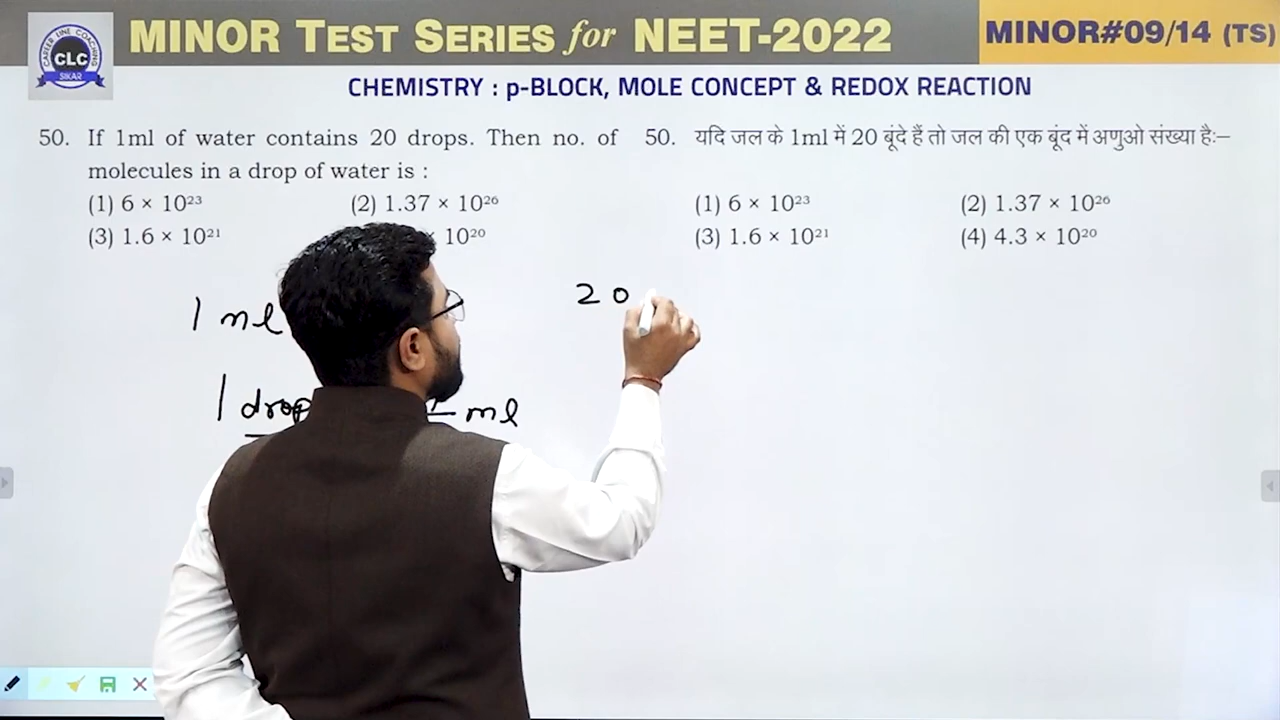 CAREER LINE COACHING
CLC
SIKAR
MINOR TEST SERIES for NEET-2022
MINOR#09/14 (TS)
CHEMISTRY : p-BLOCK, MOLE CONCEPT & REDOX REACTION
50. If 1ml of water contains 20 drops. Then no. of
molecules in a drop of water is :
(1) 6 × 10²³ (2) 1.37 × 10²⁶
(3) 1.6 × 10²¹ × 10²⁰
50. यदि जल के 1ml में 20 बूंदे हैं तो जल की एक बूंद में अणुओ संख्या है:–
(1) 6 × 10²³ (2) 1.37 × 10²⁶
(3) 1.6 × 10²¹ (4) 4.3 × 10²⁰
1 ml
20
1 drop ml